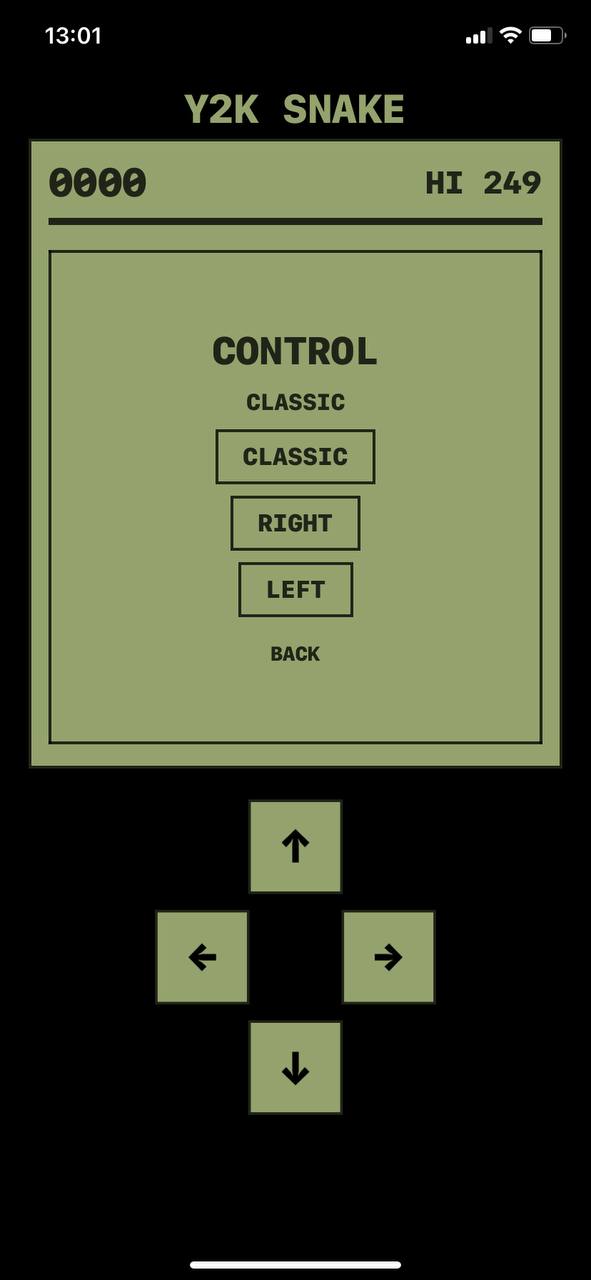 13:01
Y2K SNAKE
0000 HI 249
CONTROL
CLASSIC
CLASSIC
RIGHT
LEFT
BACK
↑
← →
↓